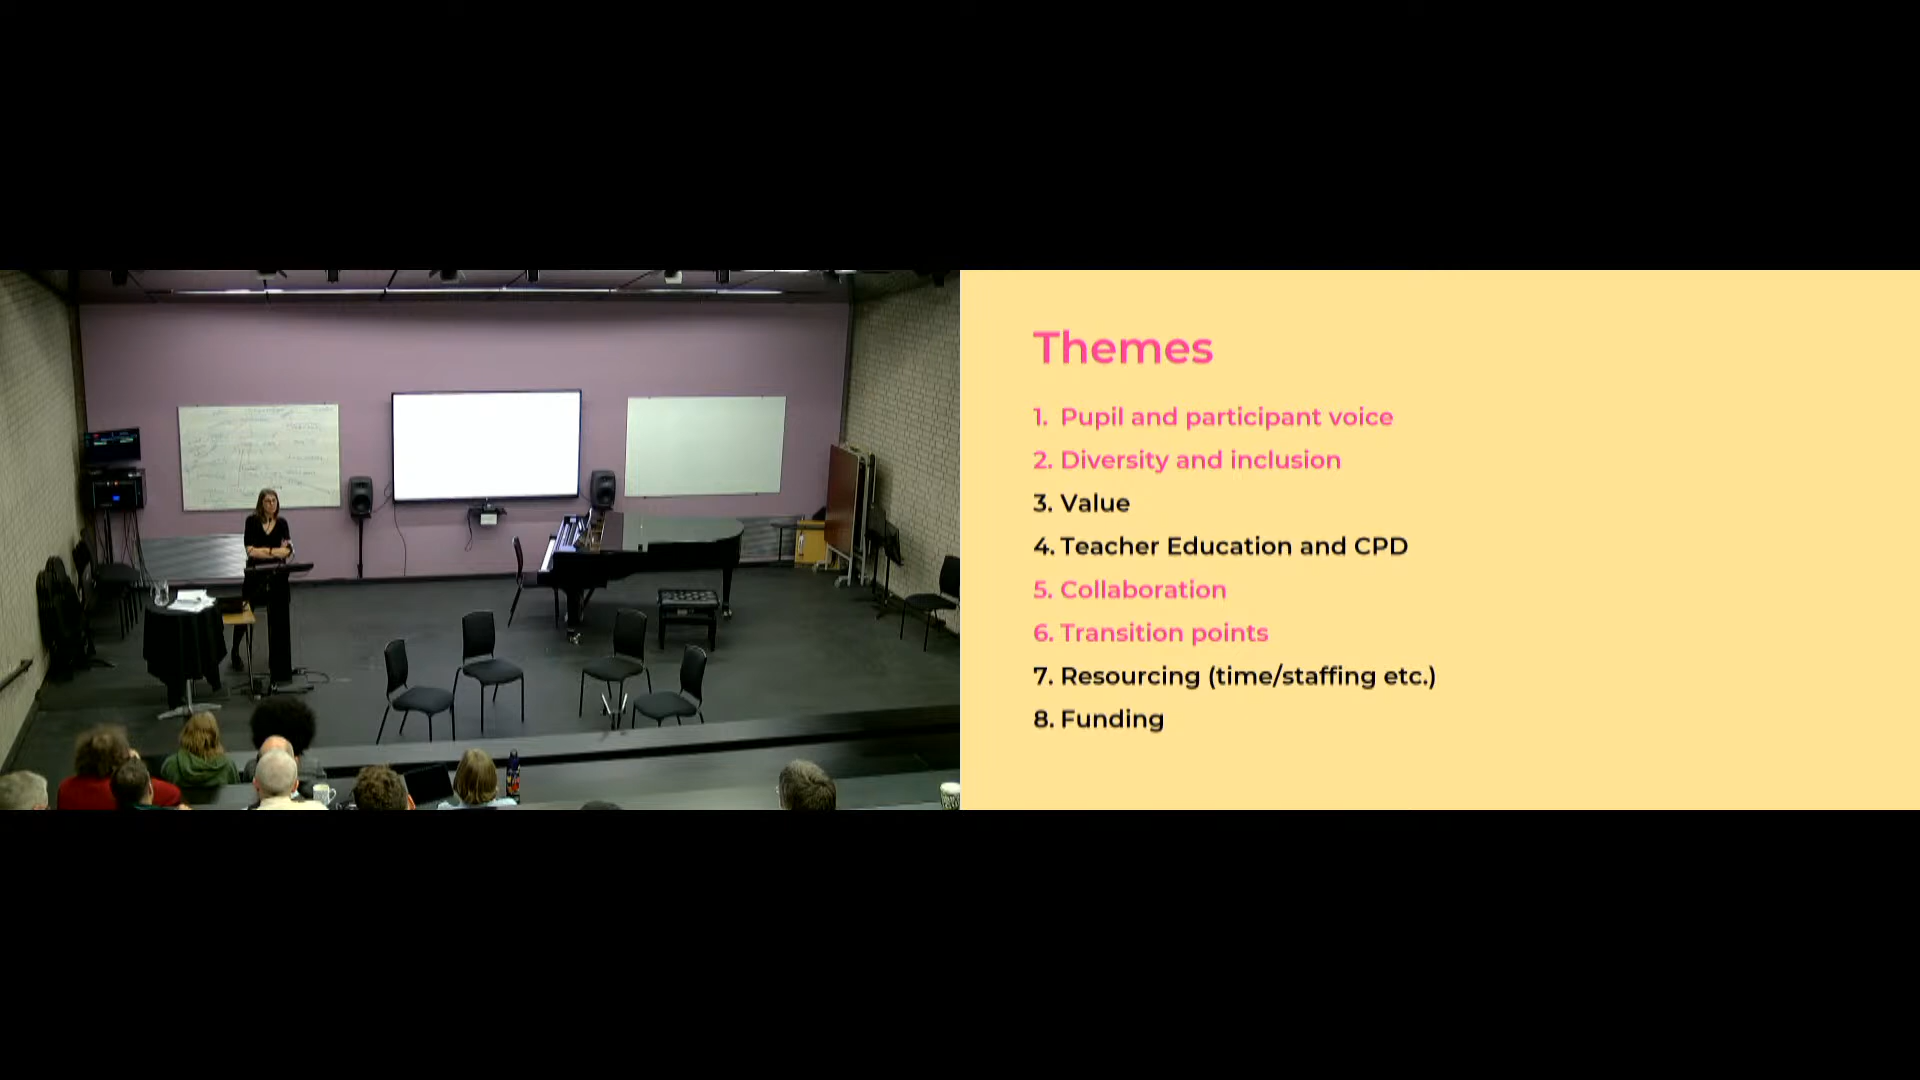 Themes
1. Pupil and participant voice
2. Diversity and inclusion
3. Value
4. Teacher Education and CPD
5. Collaboration
6. Transition points
7. Resourcing (time/staffing etc.)
8. Funding